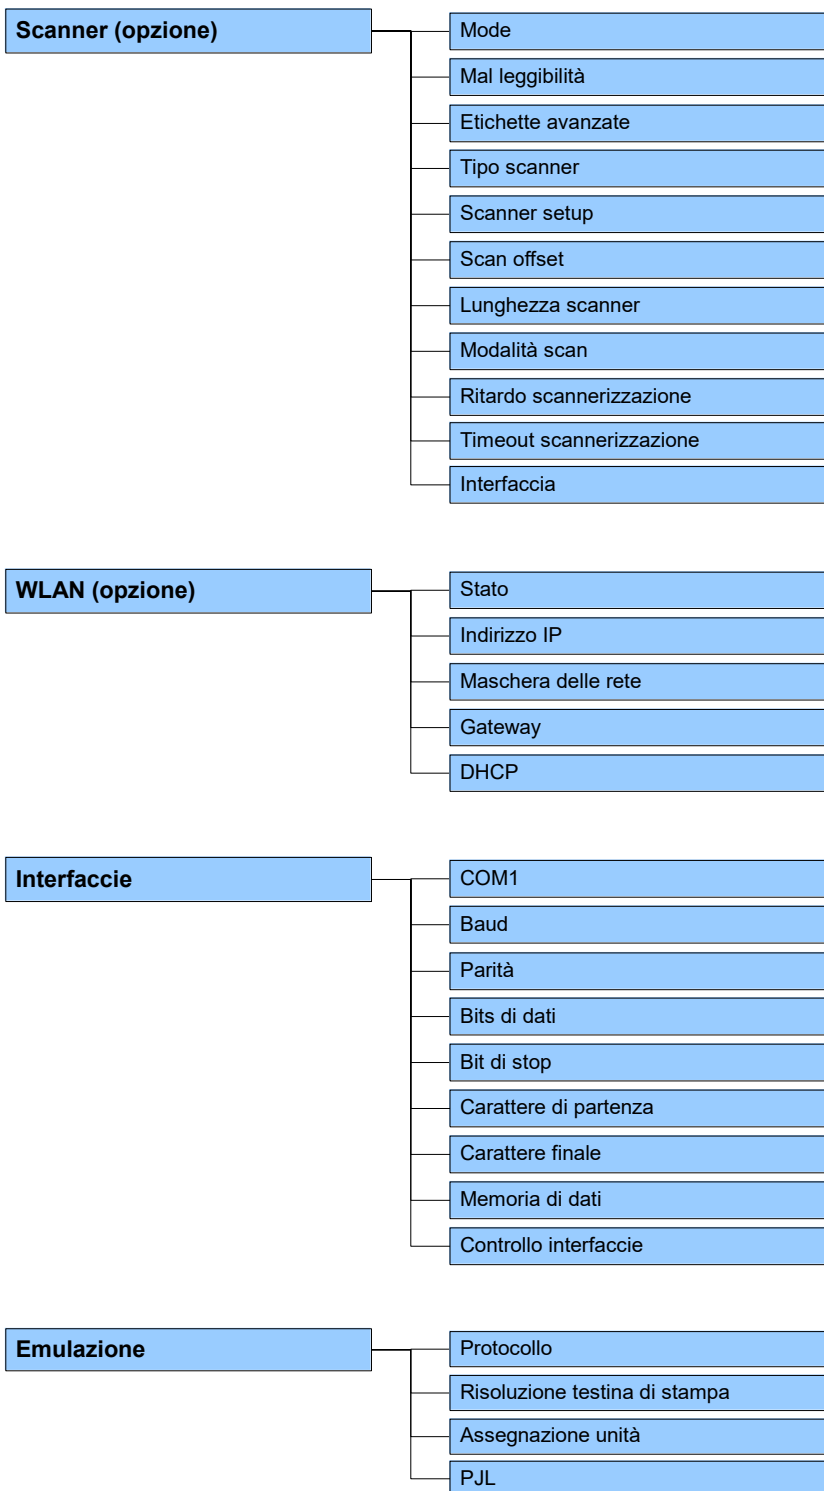 Scanner (opzione)
Mode
Mal leggibilità
Etichette avanzate
Tipo scanner
Scanner setup
Scan offset
Lunghezza scanner
Modalità scan
Ritardo scannerizzazione
Timeout scannerizzazione
Interfaccia
WLAN (opzione)
Stato
Indirizzo IP
Maschera delle rete
Gateway
DHCP
Interfaccie
COM1
Baud
Parità
Bits di dati
Bit di stop
Carattere di partenza
Carattere finale
Memoria di dati
Controllo interfaccie
Emulazione
Protocollo
Risoluzione testina di stampa
Assegnazione unità
PJL